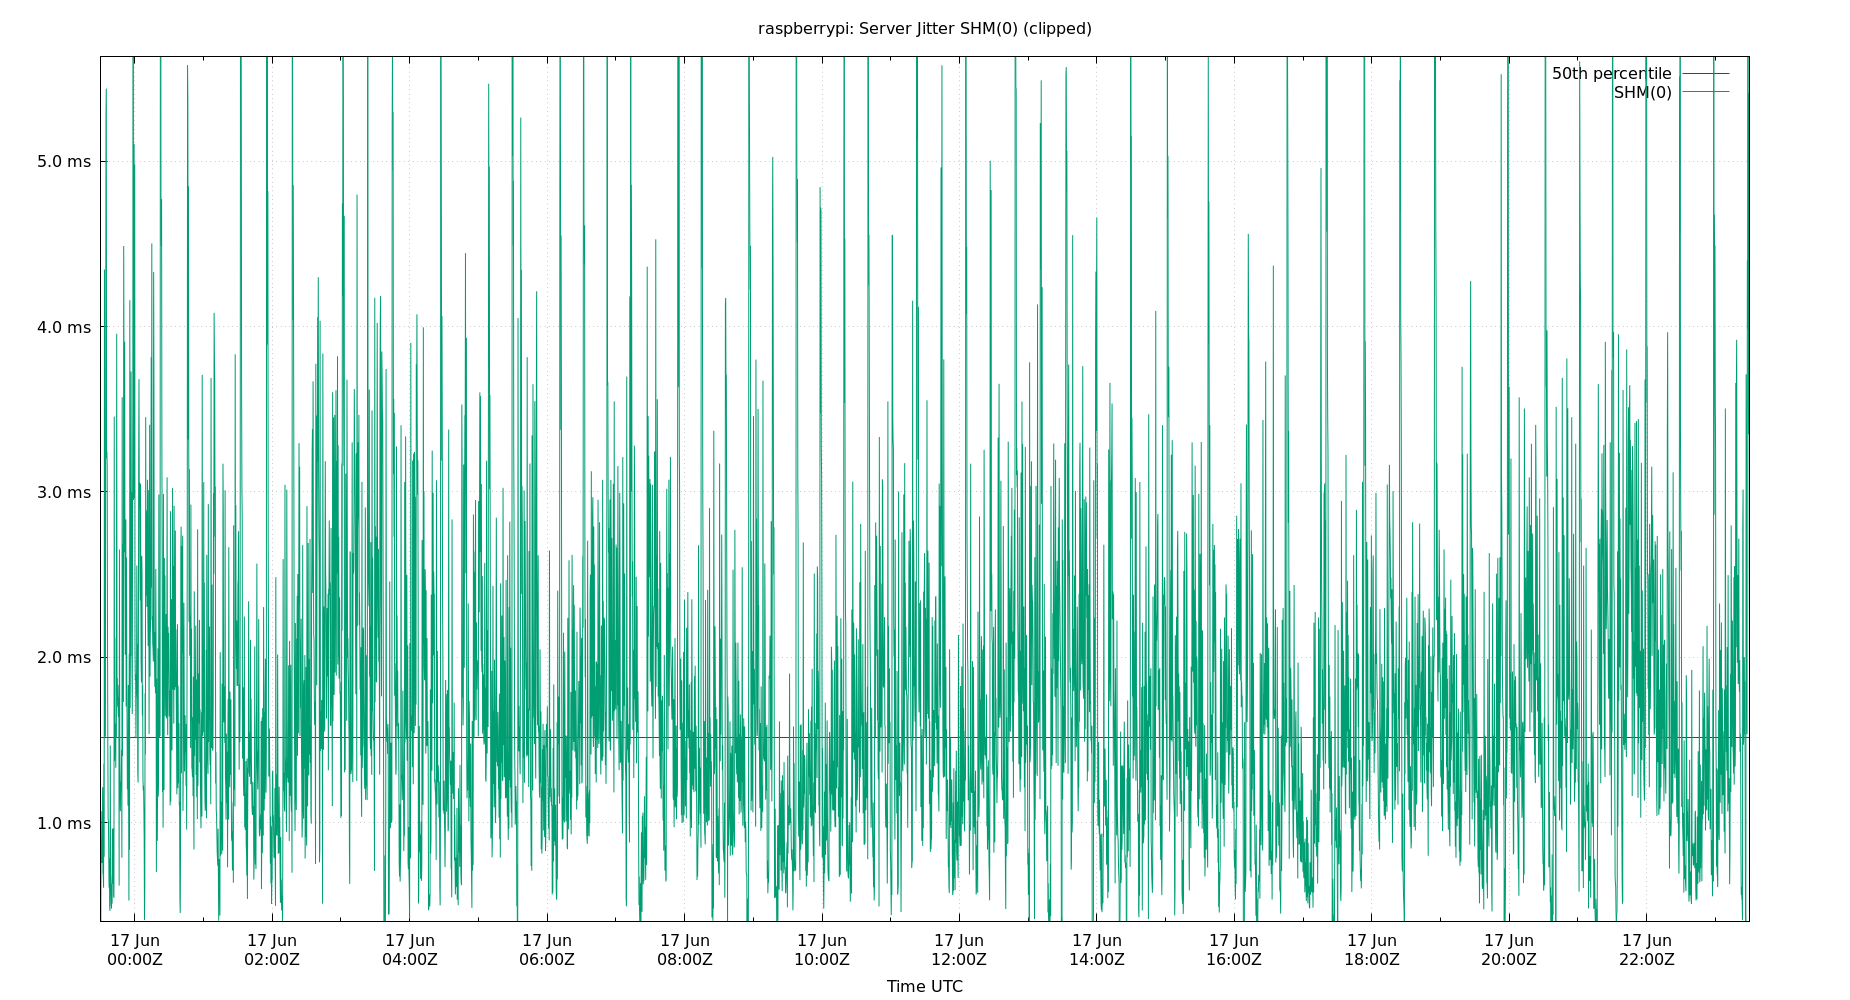 raspberrypi: Server Jitter SHM(0) (clipped)
50th percentile
SHM(0)
5.0 ms
4.0 ms
3.0 ms
2.0 ms
1.0 ms
17 Jun 17 Jun 17 Jun 17 Jun 17 Jun 17 Jun 17 Jun 17 Jun 17 Jun 17 Jun 17 Jun 17 Jun
00:00Z 02:00Z 04:00Z 06:00Z 08:00Z 10:00Z 12:00Z 14:00Z 16:00Z 18:00Z 20:00Z 22:00Z
Time UTC